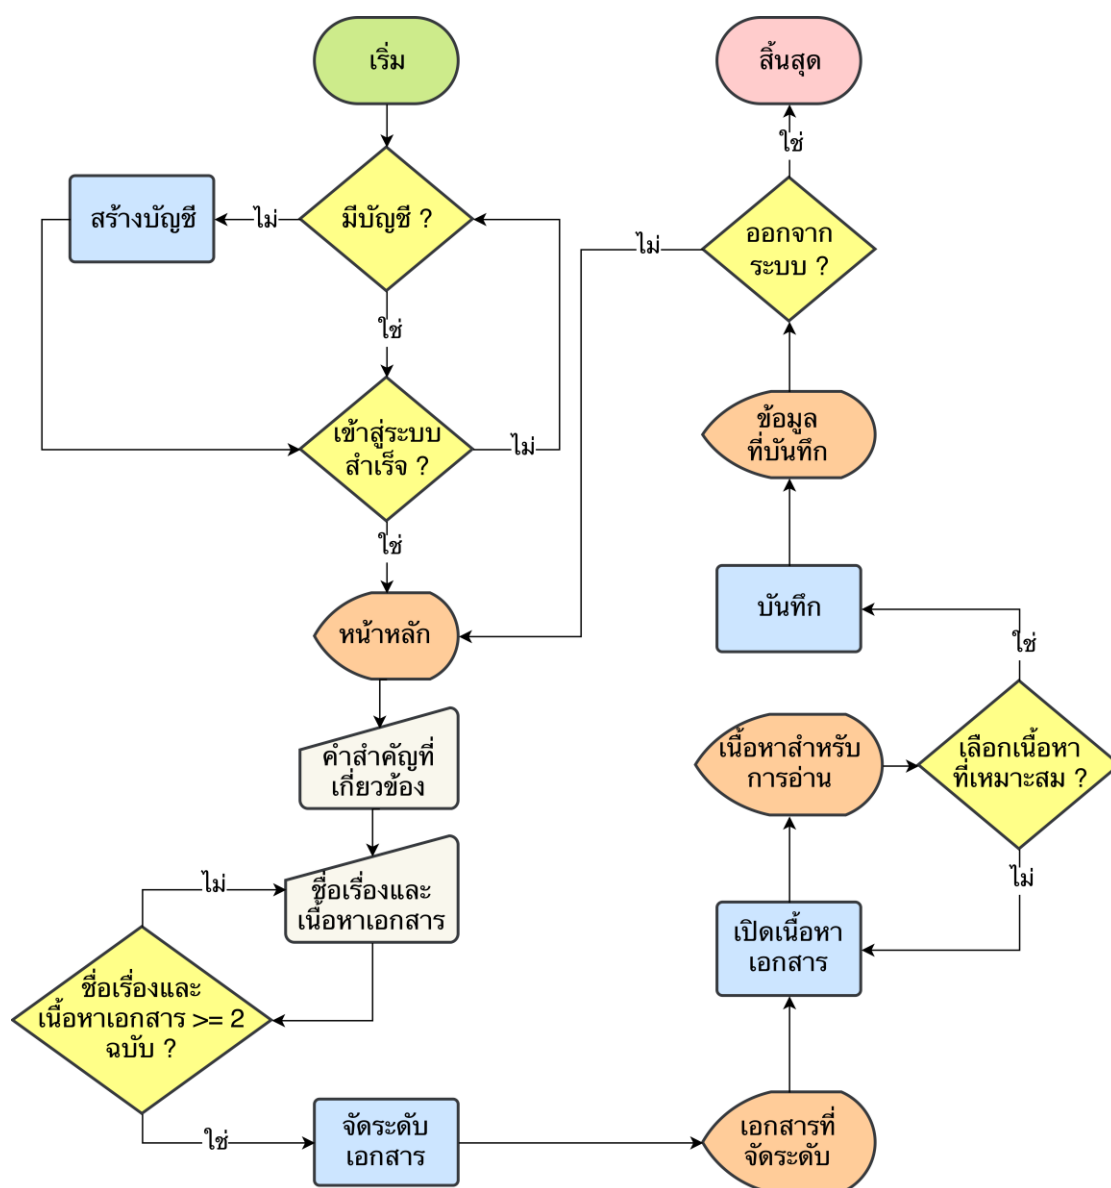 เริ่ม
มีบัญชี ?
ไม่
สร้างบัญชี
ใช่
เข้าสู่ระบบ
สำเร็จ ?
ไม่
ใช่
หน้าหลัก
คำสำคัญที่
เกี่ยวข้อง
ชื่อเรื่องและ
เนื้อหาเอกสาร
ไม่
ชื่อเรื่องและ
เนื้อหาเอกสาร >= 2
ฉบับ ?
ใช่
จัดระดับ
เอกสาร
เอกสารที่
จัดระดับ
เปิดเนื้อหา
เอกสาร
เนื้อหาสำหรับ
การอ่าน
เลือกเนื้อหา
ที่เหมาะสม ?
ไม่
ใช่
บันทึก
ข้อมูล
ที่บันทึก
ออกจาก
ระบบ ?
ไม่
ใช่
สิ้นสุด